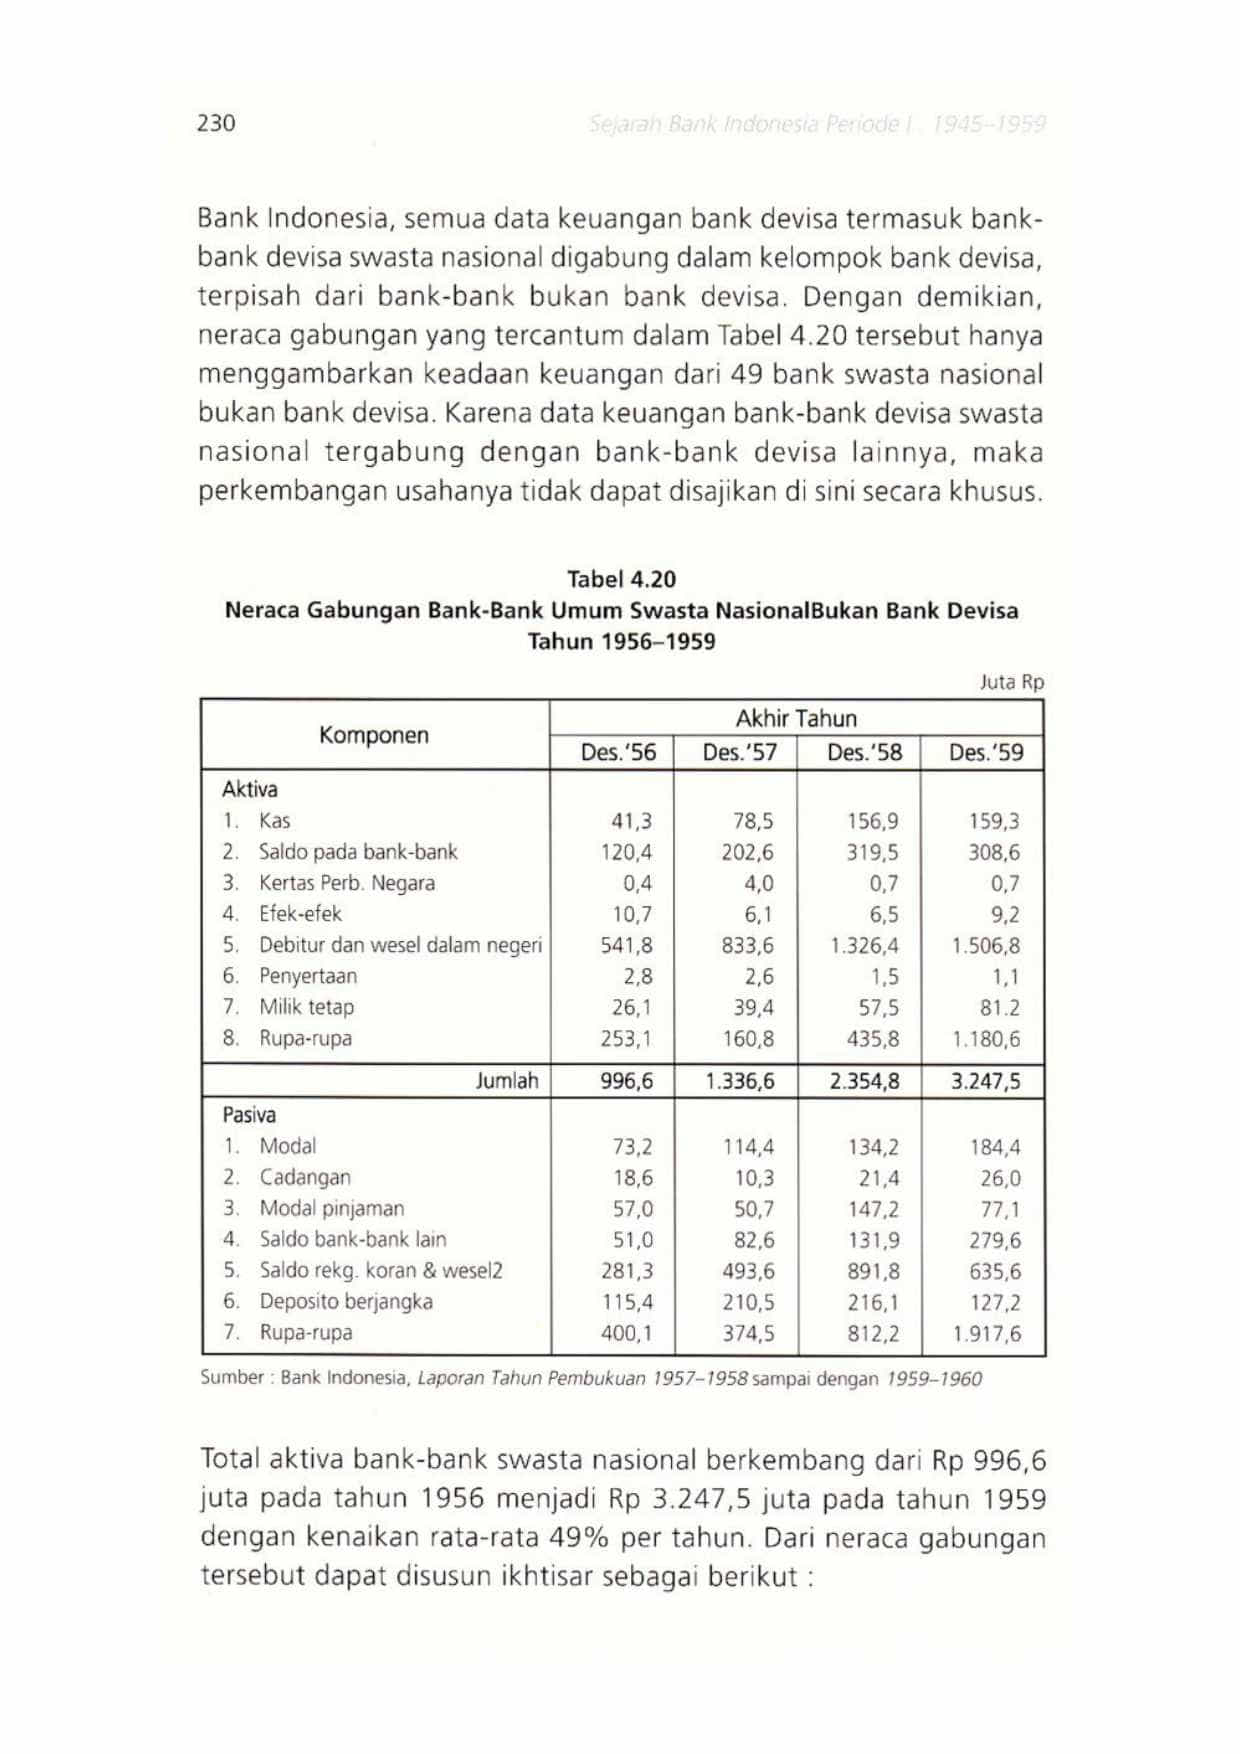 230 Sejarah Bank Indonesia Periode I : 1945–1959
Bank Indonesia, semua data keuangan bank devisa termasuk bank-
bank devisa swasta nasional digabung dalam kelompok bank devisa,
terpisah dari bank-bank bukan bank devisa. Dengan demikian,
neraca gabungan yang tercantum dalam Tabel 4.20 tersebut hanya
menggambarkan keadaan keuangan dari 49 bank swasta nasional
bukan bank devisa. Karena data keuangan bank-bank devisa swasta
nasional tergabung dengan bank-bank devisa lainnya, maka
perkembangan usahanya tidak dapat disajikan di sini secara khusus.
Tabel 4.20
Neraca Gabungan Bank-Bank Umum Swasta NasionalBukan Bank Devisa
Tahun 1956–1959
Juta Rp
Komponen Akhir Tahun
Des.'56 Des.'57 Des.'58 Des.'59
Aktiva
1. Kas 41,3 78,5 156,9 159,3
2. Saldo pada bank-bank 120,4 202,6 319,5 308,6
3. Kertas Perb. Negara 0,4 4,0 0,7 0,7
4. Efek-efek 10,7 6,1 6,5 9,2
5. Debitur dan wesel dalam negeri 541,8 833,6 1.326,4 1.506,8
6. Penyertaan 2,8 2,6 1,5 1,1
7. Milik tetap 26,1 39,4 57,5 81.2
8. Rupa-rupa 253,1 160,8 435,8 1.180,6
Jumlah 996,6 1.336,6 2.354,8 3.247,5
Pasiva
1. Modal 73,2 114,4 134,2 184,4
2. Cadangan 18,6 10,3 21,4 26,0
3. Modal pinjaman 57,0 50,7 147,2 77,1
4. Saldo bank-bank lain 51,0 82,6 131,9 279,6
5. Saldo rekg. koran & wesel2 281,3 493,6 891,8 635,6
6. Deposito berjangka 115,4 210,5 216,1 127,2
7. Rupa-rupa 400,1 374,5 812,2 1.917,6
Sumber : Bank Indonesia, Laporan Tahun Pembukuan 1957–1958 sampai dengan 1959–1960
Total aktiva bank-bank swasta nasional berkembang dari Rp 996,6
juta pada tahun 1956 menjadi Rp 3.247,5 juta pada tahun 1959
dengan kenaikan rata-rata 49% per tahun. Dari neraca gabungan
tersebut dapat disusun ikhtisar sebagai berikut :